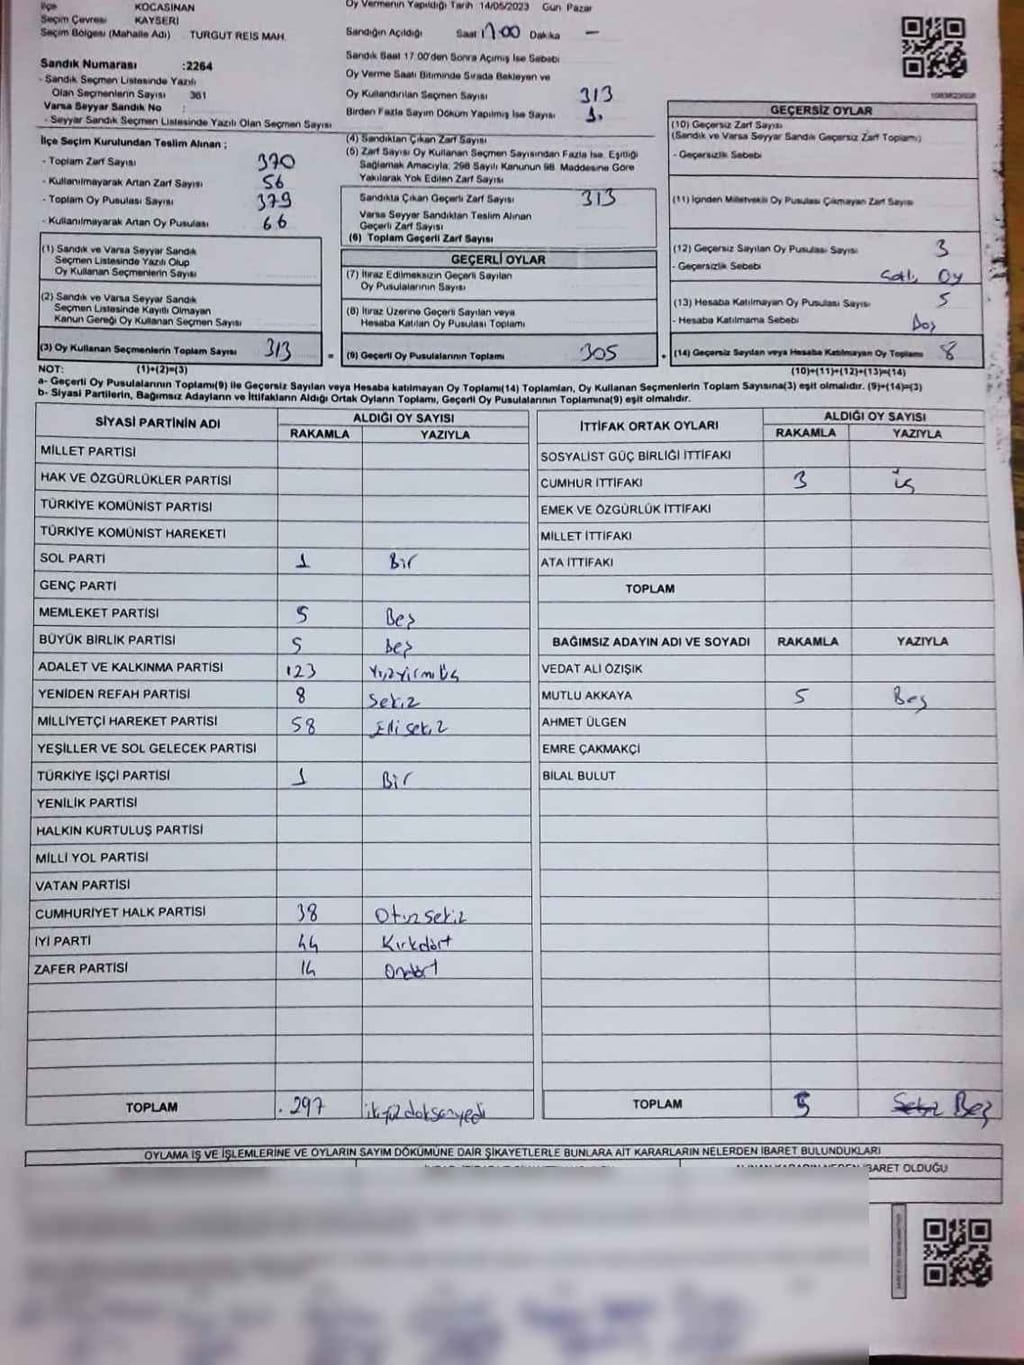 İlçe KOCASİNAN
Seçim Çevresi KAYSERİ
Seçim Bölgesi (Mahalle Adı) TURGUT REİS MAH.
Sandık Numarası :2264
- Sandık Seçmen Listesinde Yazılı
Olan Seçmenlerin Sayısı 361
Varsa Seyyar Sandık No :
- Seyyar Sandık Seçmen Listesinde Yazılı Olan Seçmen Sayısı
Oy Vermenin Yapıldığı Tarih 14/05/2023 Gün Pazar
Sandığın Açıldığı Saat 17:00 Dakika —
Sandık Saat 17:00'den Sonra Açımış İse Sebebi
Oy Verme Saati Bitiminde Sırada Bekleyen ve
Oy Kullandırılan Seçmen Sayısı 313
Birden Fazla Sayım Döküm Yapılmış İse Sayısı 1.
İlçe Seçim Kurulundan Teslim Alınan ;
- Toplam Zarf Sayısı 370
- Kullanılmayarak Artan Zarf Sayısı 56
- Toplam Oy Pusulası Sayısı 379
- Kullanılmayarak Artan Oy Pusulası 66
(1) Sandık ve Varsa Seyyar Sandık
Seçmen Listesinde Yazılı Olup
Oy Kullanan Seçmenlerin Sayısı
(2) Sandık ve Varsa Seyyar Sandık
Seçmen Listesinde Kayıtlı Olmayan
Kanun Gereği Oy Kullanan Seçmen Sayısı
(3) Oy Kullanan Seçmenlerin Toplam Sayısı 313
(4) Sandıktan Çıkan Zarf Sayısı
(5) Zarf Sayısı Oy Kullanan Seçmen Sayısından Fazla İse, Eşitliği
Sağlamak Amacıyla, 298 Sayılı Kanunun 98. Maddesine Göre
Yakılarak Yok Edilen Zarf Sayısı
Sandıkta Çıkan Geçerli Zarf Sayısı 313
Varsa Seyyar Sandıktan Teslim Alınan
Geçerli Zarf Sayısı
(6) Toplam Geçerli Zarf Sayısı
GEÇERLİ OYLAR
(7) İtiraz Edilmeksizin Geçerli Sayılan
Oy Pusulalarının Sayısı
(8) İtiraz Üzerine Geçerli Sayılan veya
Hesaba Katılan Oy Pusulası Toplamı
= (9) Geçerli Oy Pusulalarının Toplamı 305
GEÇERSİZ OYLAR
(10) Geçersiz Zarf Sayısı
(Sandık ve Varsa Seyyar Sandık Geçersiz Zarf Toplamı)
- Geçersizlik Sebebi
(11) İçinden Milletvekili Oy Pusulası Çıkmayan Zarf Sayısı
(12) Geçersiz Sayılan Oy Pusulası Sayısı 3
- Geçersizlik Sebebi Oy
(13) Hesaba Katılmayan Oy Pusulası Sayısı 5
- Hesaba Katılmama Sebebi Boş
(14) Geçersiz Sayılan veya Hesaba Katılmayan Oy Toplamı 8
NOT: (1)+(2)=(3) (10)+(11)+(12)+(13)=(14)
a- Geçerli Oy Pusulalarının Toplamı(9) ile Geçersiz Sayılan veya Hesaba katılmayan Oy Toplamı(14) Toplamları, Oy Kullanan Seçmenlerin Toplam Sayısına(3) eşit olmalıdır. (9)+(14)=(3)
b- Siyasi Partilerin, Bağımsız Adayların ve İttifakların Aldığı Ortak Oyların Toplamı, Geçerli Oy Pusulalarının Toplamına(9) eşit olmalıdır.
SİYASİ PARTİNİN ADI ALDIĞI OY SAYISI
RAKAMLA YAZIYLA
MİLLET PARTİSİ
HAK VE ÖZGÜRLÜKLER PARTİSİ
TÜRKİYE KOMÜNİST PARTİSİ
TÜRKİYE KOMÜNİST HAREKETİ
SOL PARTİ 1 Bir
GENÇ PARTİ
MEMLEKET PARTİSİ 5 Beş
BÜYÜK BİRLİK PARTİSİ 5 Beş
ADALET VE KALKINMA PARTİSİ 123 Yüzyirmiüç
YENİDEN REFAH PARTİSİ 8 Sekiz
MİLLİYETÇİ HAREKET PARTİSİ 58 Elisekiz
YEŞİLLER VE SOL GELECEK PARTİSİ
TÜRKİYE İŞÇİ PARTİSİ 1 Bir
YENİLİK PARTİSİ
HALKIN KURTULUŞ PARTİSİ
MİLLİ YOL PARTİSİ
VATAN PARTİSİ
CUMHURİYET HALK PARTİSİ 38 Otuzsekiz
İYİ PARTİ 44 Kırkdört
ZAFER PARTİSİ 14 Ondört
TOPLAM 297 ikiyüzdoksanyedi
İTTİFAK ORTAK OYLARI ALDIĞI OY SAYISI
RAKAMLA YAZIYLA
SOSYALİST GÜÇ BİRLİĞİ İTTİFAKI
CUMHUR İTTİFAKI 3 üç
EMEK VE ÖZGÜRLÜK İTTİFAKI
MİLLET İTTİFAKI
ATA İTTİFAKI
TOPLAM
BAĞIMSIZ ADAYIN ADI VE SOYADI RAKAMLA YAZIYLA
VEDAT ALİ ÖZIŞIK
MUTLU AKKAYA 5 Beş
AHMET ÜLGEN
EMRE ÇAKMAKÇİ
BİLAL BULUT
TOPLAM 5 Sekiz Beş
OYLAMA İŞ VE İŞLEMLERİNE VE OYLARIN SAYIM DÖKÜMÜNE DAİR ŞİKAYETLERLE BUNLARA AİT KARARLARIN NELERDEN İBARET BULUNDUKLARI
İBARET OLDUĞU